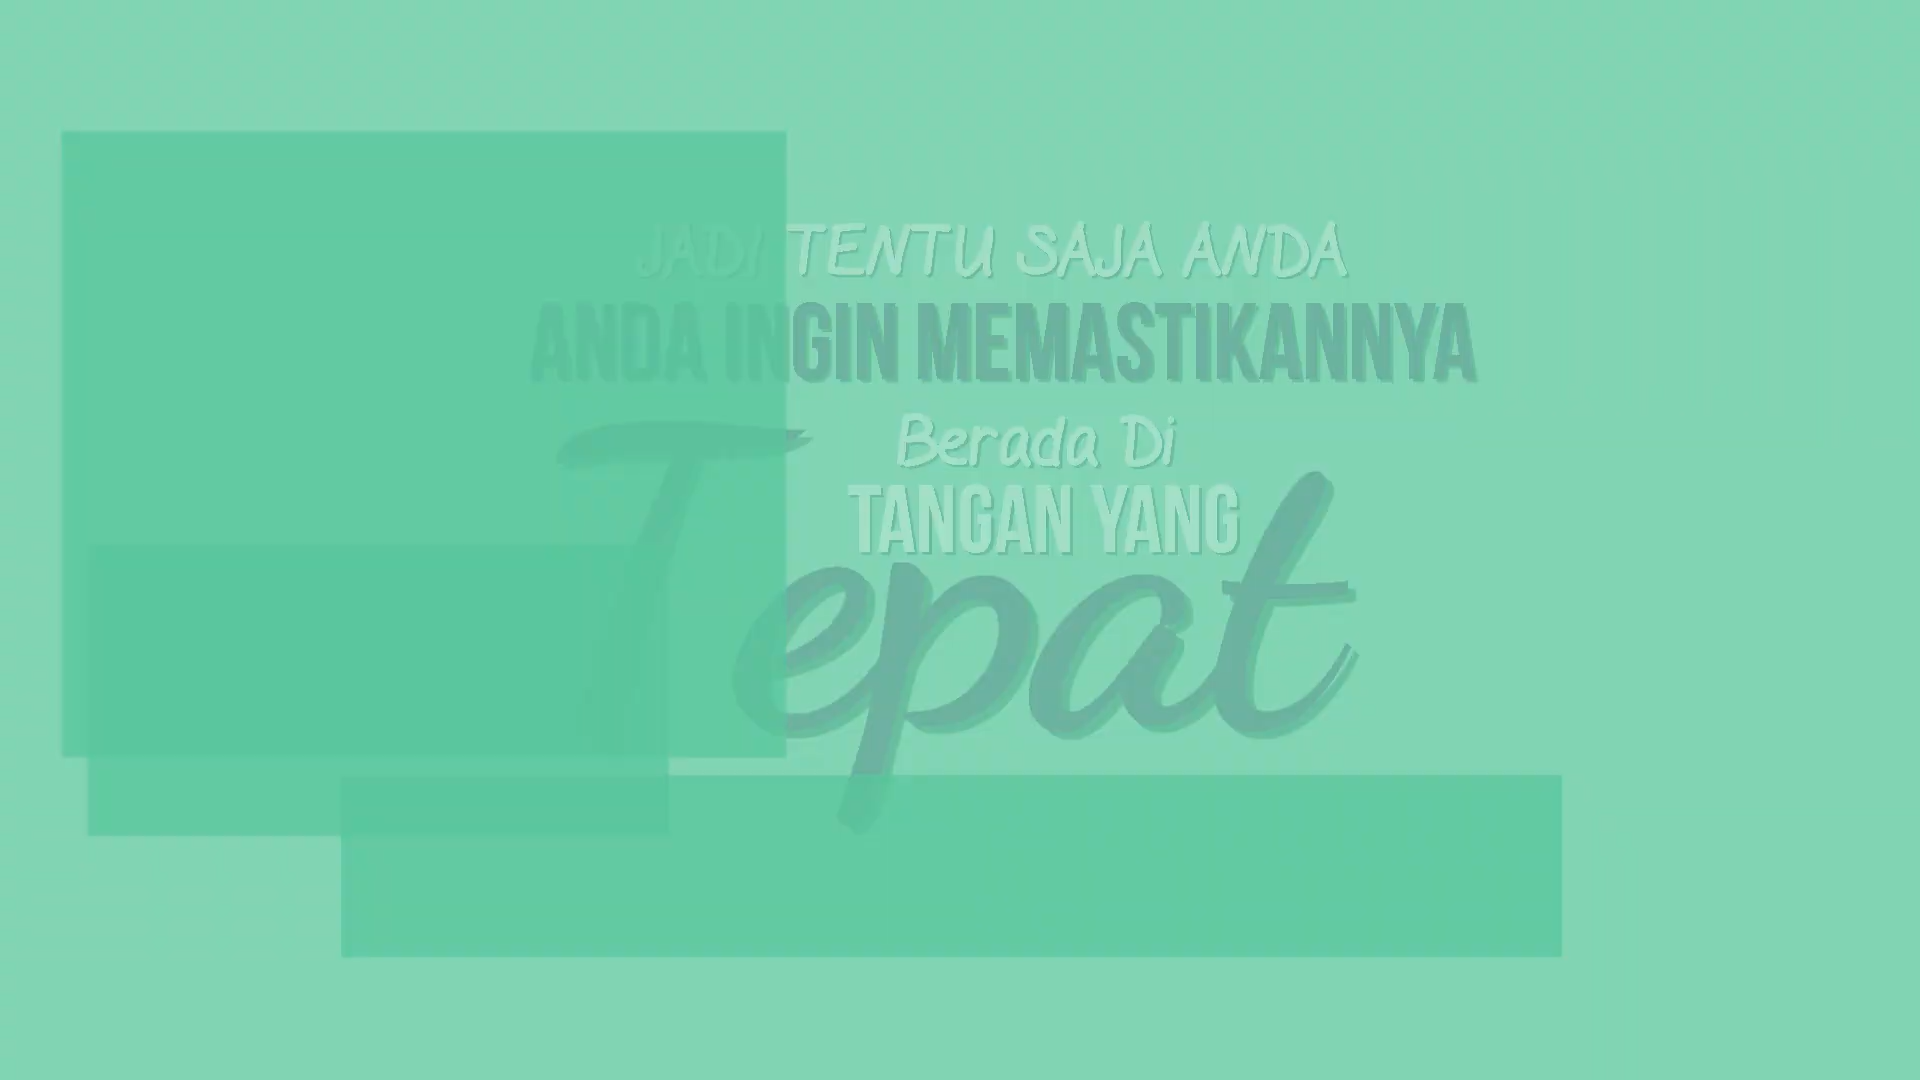 JADI TENTU SAJA ANDA
ANDA INGIN MEMASTIKANNYA
Berada Di
TANGAN YANG
Tepat